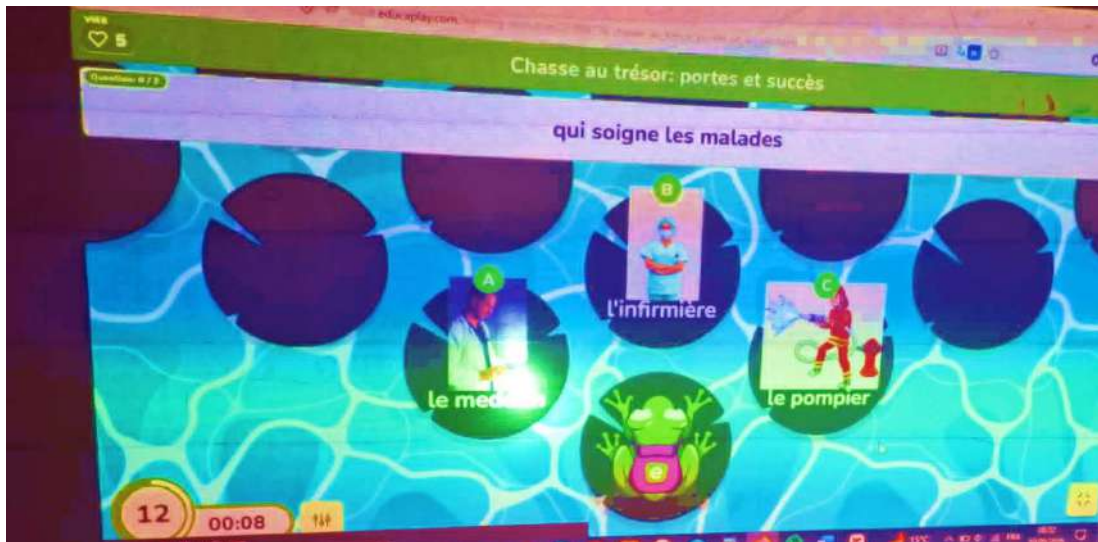 educaplay.com
VIES
5
Chasse au trésor: portes et succès
qui soigne les malades
B
A
C
l'infirmière
le pompier
e
12
00:08